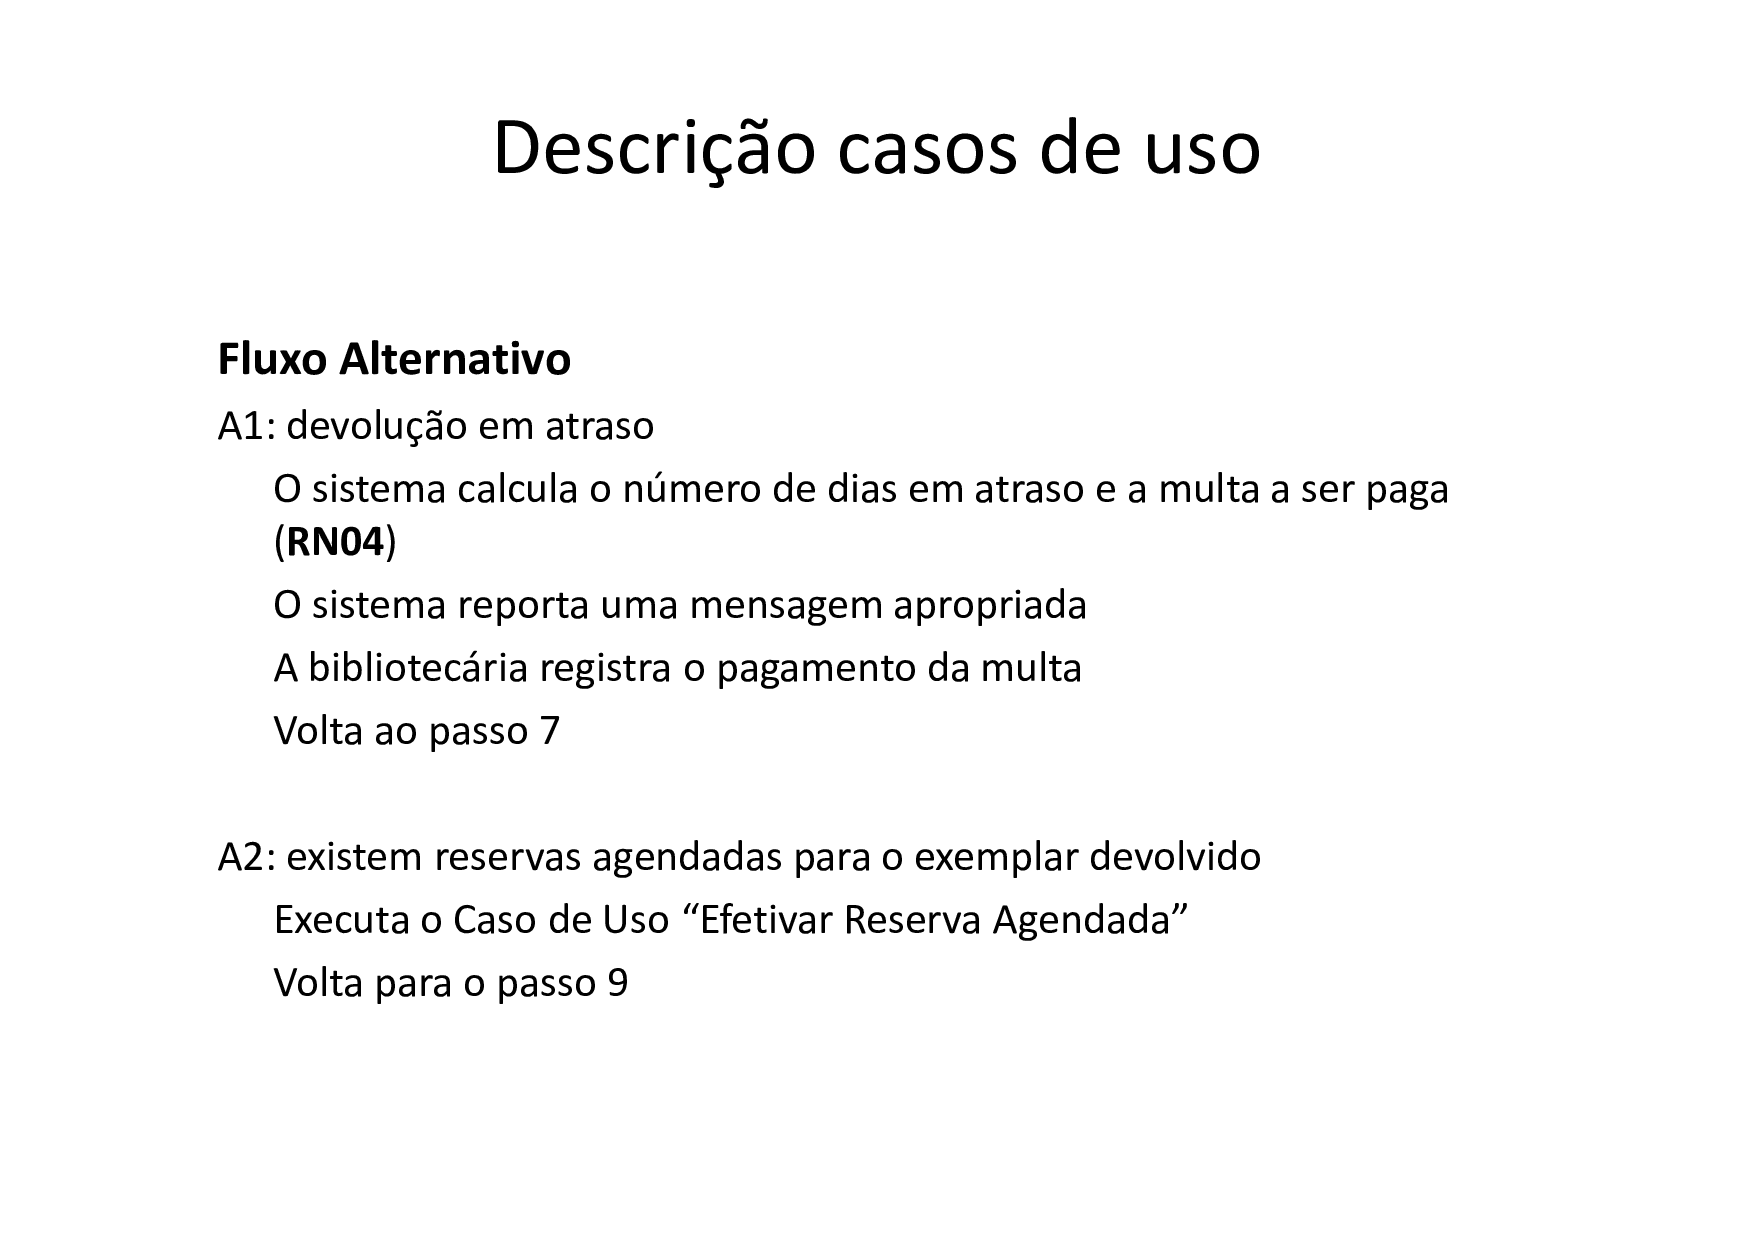 Descrição casos de uso
Fluxo Alternativo
A1: devolução em atraso
O sistema calcula o número de dias em atraso e a multa a ser paga
(RN04)
O sistema reporta uma mensagem apropriada
A bibliotecária registra o pagamento da multa
Volta ao passo 7
A2: existem reservas agendadas para o exemplar devolvido
Executa o Caso de Uso “Efetivar Reserva Agendada”
Volta para o passo 9